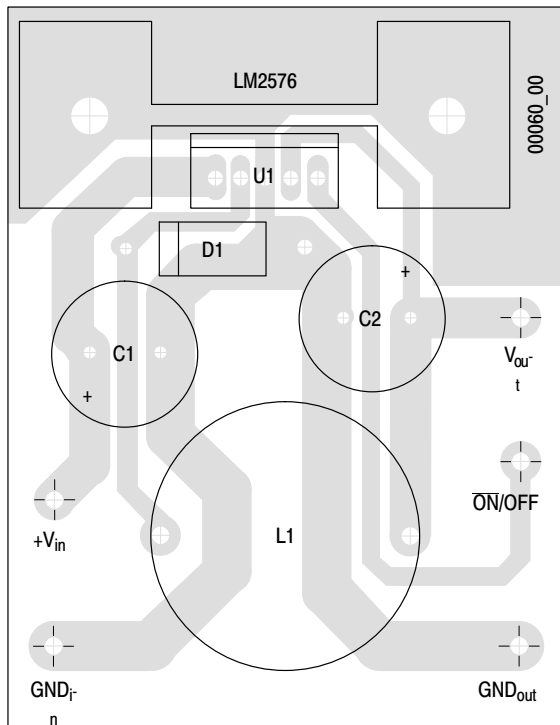 LM2576
00060_00
U1
D1
+
C2
C1
+
Vou-
t
ON/OFF
+Vin
L1
GNDi-
n
GNDout